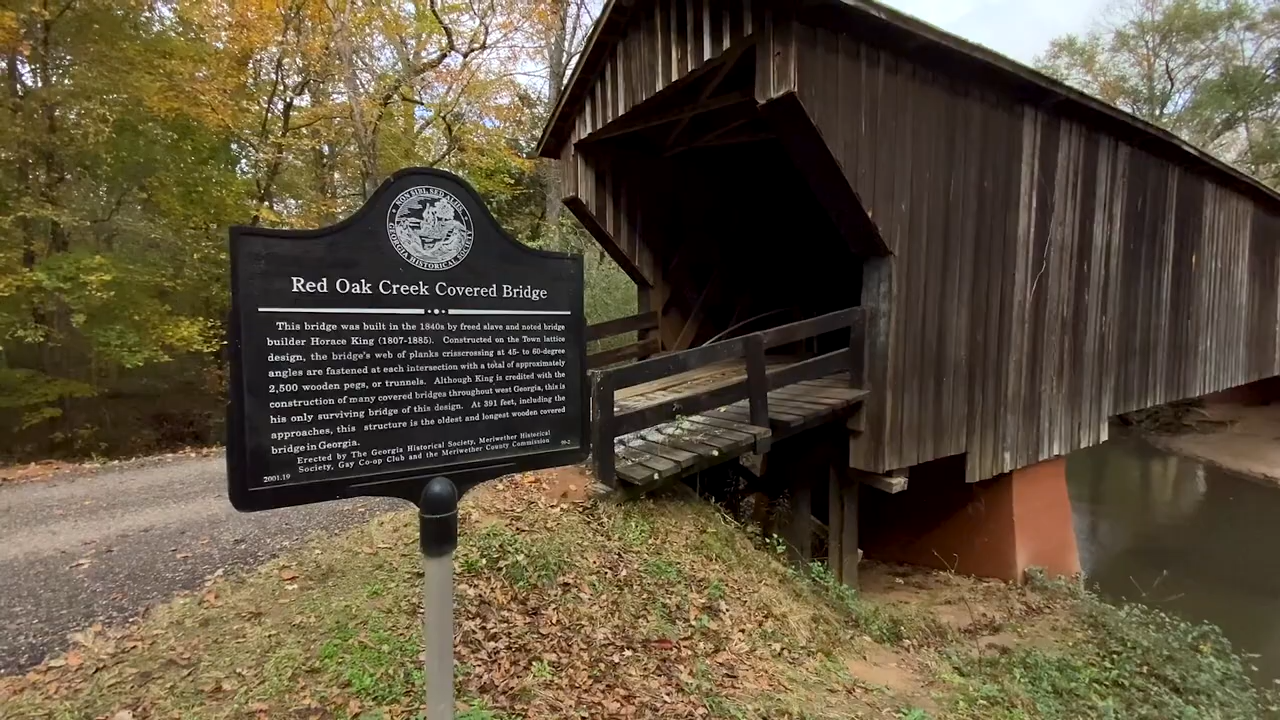 NON SIBI, SED ALIIS
GEORGIA HISTORICAL SOCIETY
Red Oak Creek Covered Bridge
This bridge was built in the 1840s by freed slave and noted bridge
builder Horace King (1807-1885). Constructed on the Town lattice
design, the bridge's web of planks crisscrossing at 45- to 60-degree
angles are fastened at each intersection with a total of approximately
2,500 wooden pegs, or trunnels. Although King is credited with the
construction of many covered bridges throughout west Georgia, this is
his only surviving bridge of this design. At 391 feet, including the
approaches, this structure is the oldest and longest wooden covered
bridge in Georgia.
Erected by The Georgia Historical Society, Meriwether Historical
Society, Gay Co-op Club and the Meriwether County Commission
2001.19 99-2